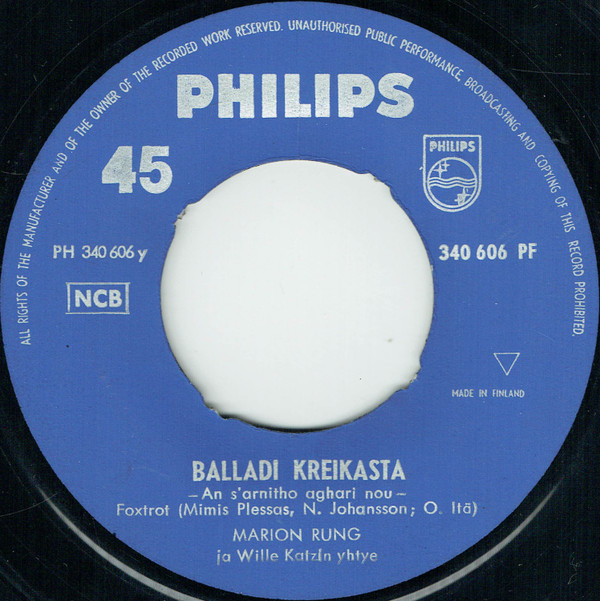 ALL RIGHTS OF THE MANUFACTURER AND OF THE OWNER OF THE RECORDED WORK RESERVED. UNAUTHORISED PUBLIC PERFORMANCE, BROADCASTING AND COPYING OF THIS RECORD PROHIBITED.
PHILIPS
45
PHILIPS
PH 340 606 y
340 606 PF
NCB
MADE IN FINLAND
BALLADI KREIKASTA
-An s'arnitho aghari nou-
Foxtrot (Mimis Plessas, N. Johansson; O. Itä)
MARION RUNG
ja Wille Katzin yhtye